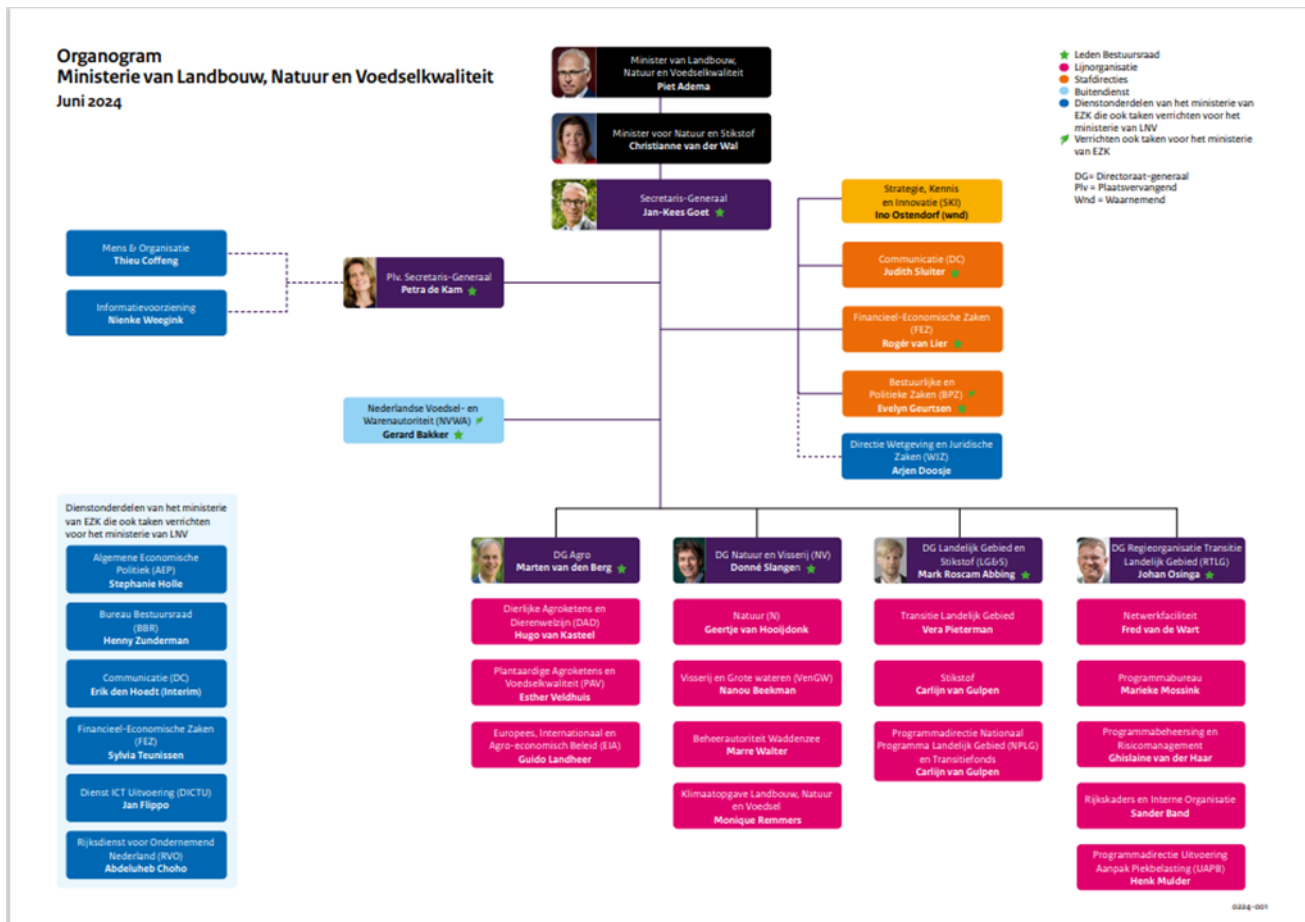 Organogram
Ministerie van Landbouw, Natuur en Voedselkwaliteit
Juni 2024
Minister van Landbouw,
Natuur en Voedselkwaliteit
Piet Adema
Minister voor Natuur en Stikstof
Christianne van der Wal
Secretaris-Generaal
Jan-Kees Goet
Leden Bestuursraad
Lijnorganisatie
Stafdirecties
Buitendienst
Dienstonderdelen van het ministerie van
EZK die ook taken verrichten voor het
ministerie van LNV
Verrichten ook taken voor het ministerie
van EZK
DG= Directoraat-generaal
Plv = Plaatsvervangend
Wnd = Waarnemend
Strategie, Kennis
en Innovatie (SKI)
Ino Ostendorf (wnd)
Communicatie (DC)
Judith Sluiter
Financieel-Economische Zaken
(FEZ)
Rogér van Lier
Bestuurlijke en
Politieke Zaken (BPZ)
Evelyn Geurtsen
Directie Wetgeving en Juridische
Zaken (WJZ)
Arjen Doosje
Mens & Organisatie
Thieu Coffeng
Informatievoorziening
Nienke Weegink
Plv. Secretaris-Generaal
Petra de Kam
Nederlandse Voedsel- en
Warenautoriteit (NVWA)
Gerard Bakker
Dienstonderdelen van het ministerie
van EZK die ook taken verrichten
voor het ministerie van LNV
Algemene Economische
Politiek (AEP)
Stephanie Holle
Bureau Bestuursraad
(BBR)
Henny Zunderman
Communicatie (DC)
Erik den Hoedt (Interim)
Financieel-Economische Zaken
(FEZ)
Sylvia Teunissen
Dienst ICT Uitvoering (DICTU)
Jan Flippo
Rijksdienst voor Ondernemend
Nederland (RVO)
Abdeluheb Choho
DG Agro
Marten van den Berg
Dierlijke Agroketens en
Dierenwelzijn (DAD)
Hugo van Kasteel
Plantaardige Agroketens en
Voedselkwaliteit (PAV)
Esther Veldhuis
Europees, Internationaal en
Agro-economisch Beleid (EIA)
Guido Landheer
DG Natuur en Visserij (NV)
Donné Slangen
Natuur (N)
Geertje van Hooijdonk
Visserij en Grote wateren (VenGW)
Nanou Beekman
Beheerautoriteit Waddenzee
Marre Walter
Klimaatopgave Landbouw, Natuur
en Voedsel
Monique Remmers
DG Landelijk Gebied en
Stikstof (LG&S)
Mark Roscam Abbing
Transitie Landelijk Gebied
Vera Pieterman
Stikstof
Carlijn van Gulpen
Programmadirectie Nationaal
Programma Landelijk Gebied (NPLG)
en Transitiefonds
Carlijn van Gulpen
DG Regieorganisatie Transitie
Landelijk Gebied (RTLG)
Johan Osinga
Netwerkfaciliteit
Fred van de Wart
Programmabureau
Marieke Mossink
Programmabeheersing en
Risicomanagement
Ghislaine van der Haar
Rijkskaders en Interne Organisatie
Sander Band
Programmadirectie Uitvoering
Aanpak Piekbelasting (UAPB)
Henk Mulder
0224-001